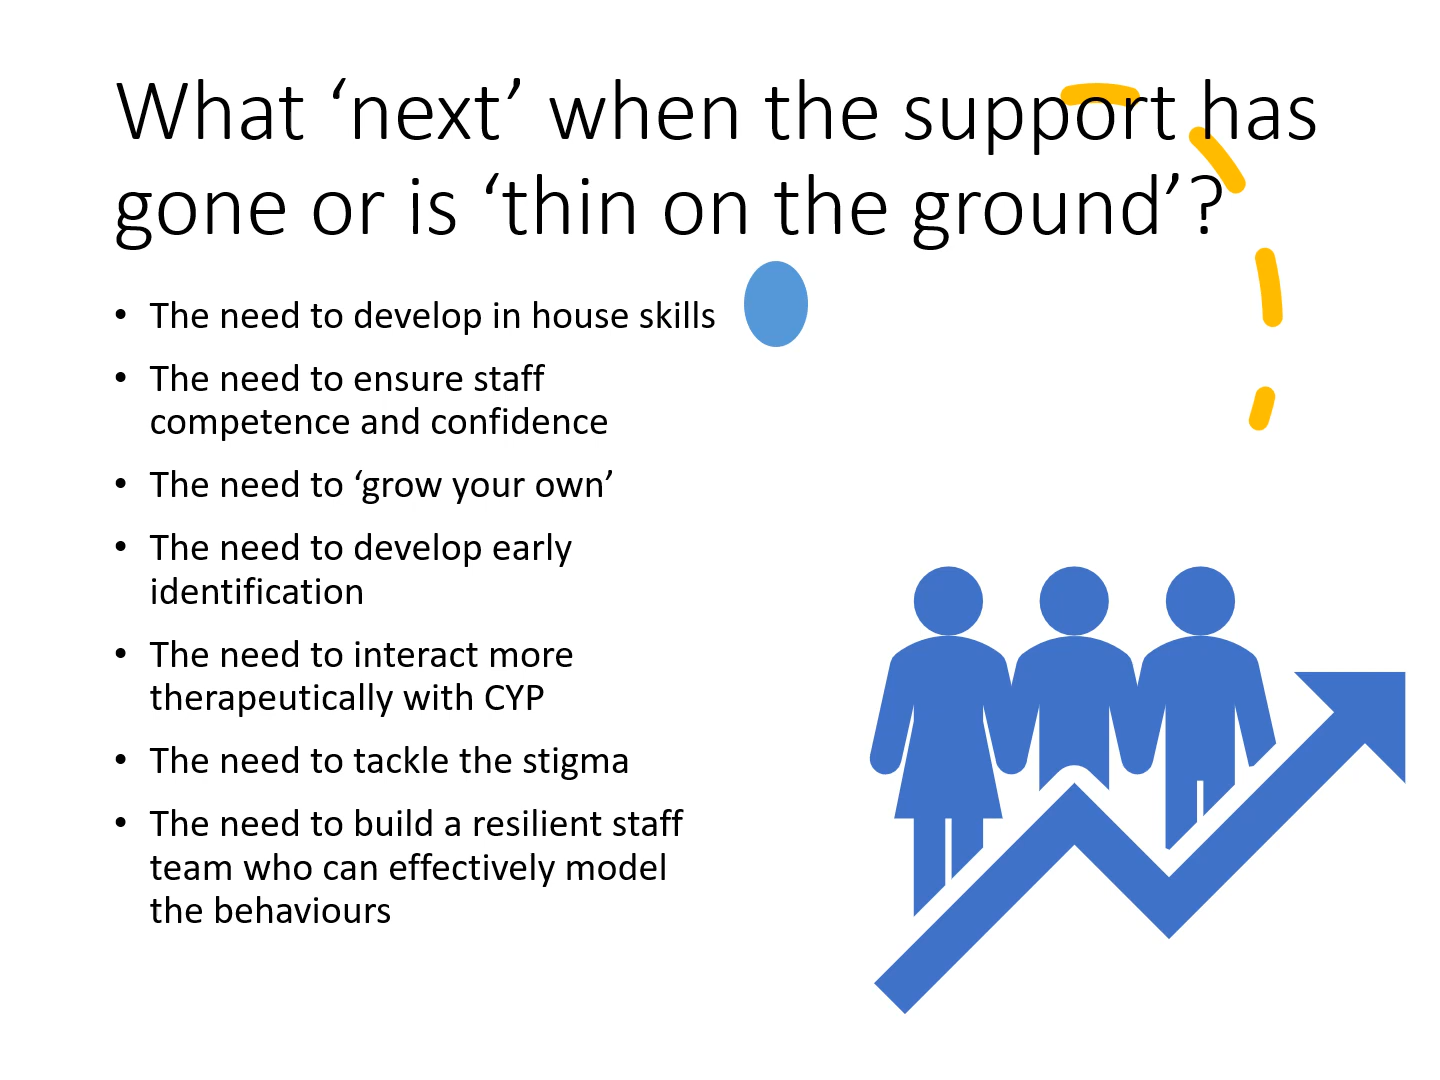 What ‘next’ when the support has
gone or is ‘thin on the ground’?
• The need to develop in house skills
• The need to ensure staff
competence and confidence
• The need to ‘grow your own’
• The need to develop early
identification
• The need to interact more
therapeutically with CYP
• The need to tackle the stigma
• The need to build a resilient staff
team who can effectively model
the behaviours